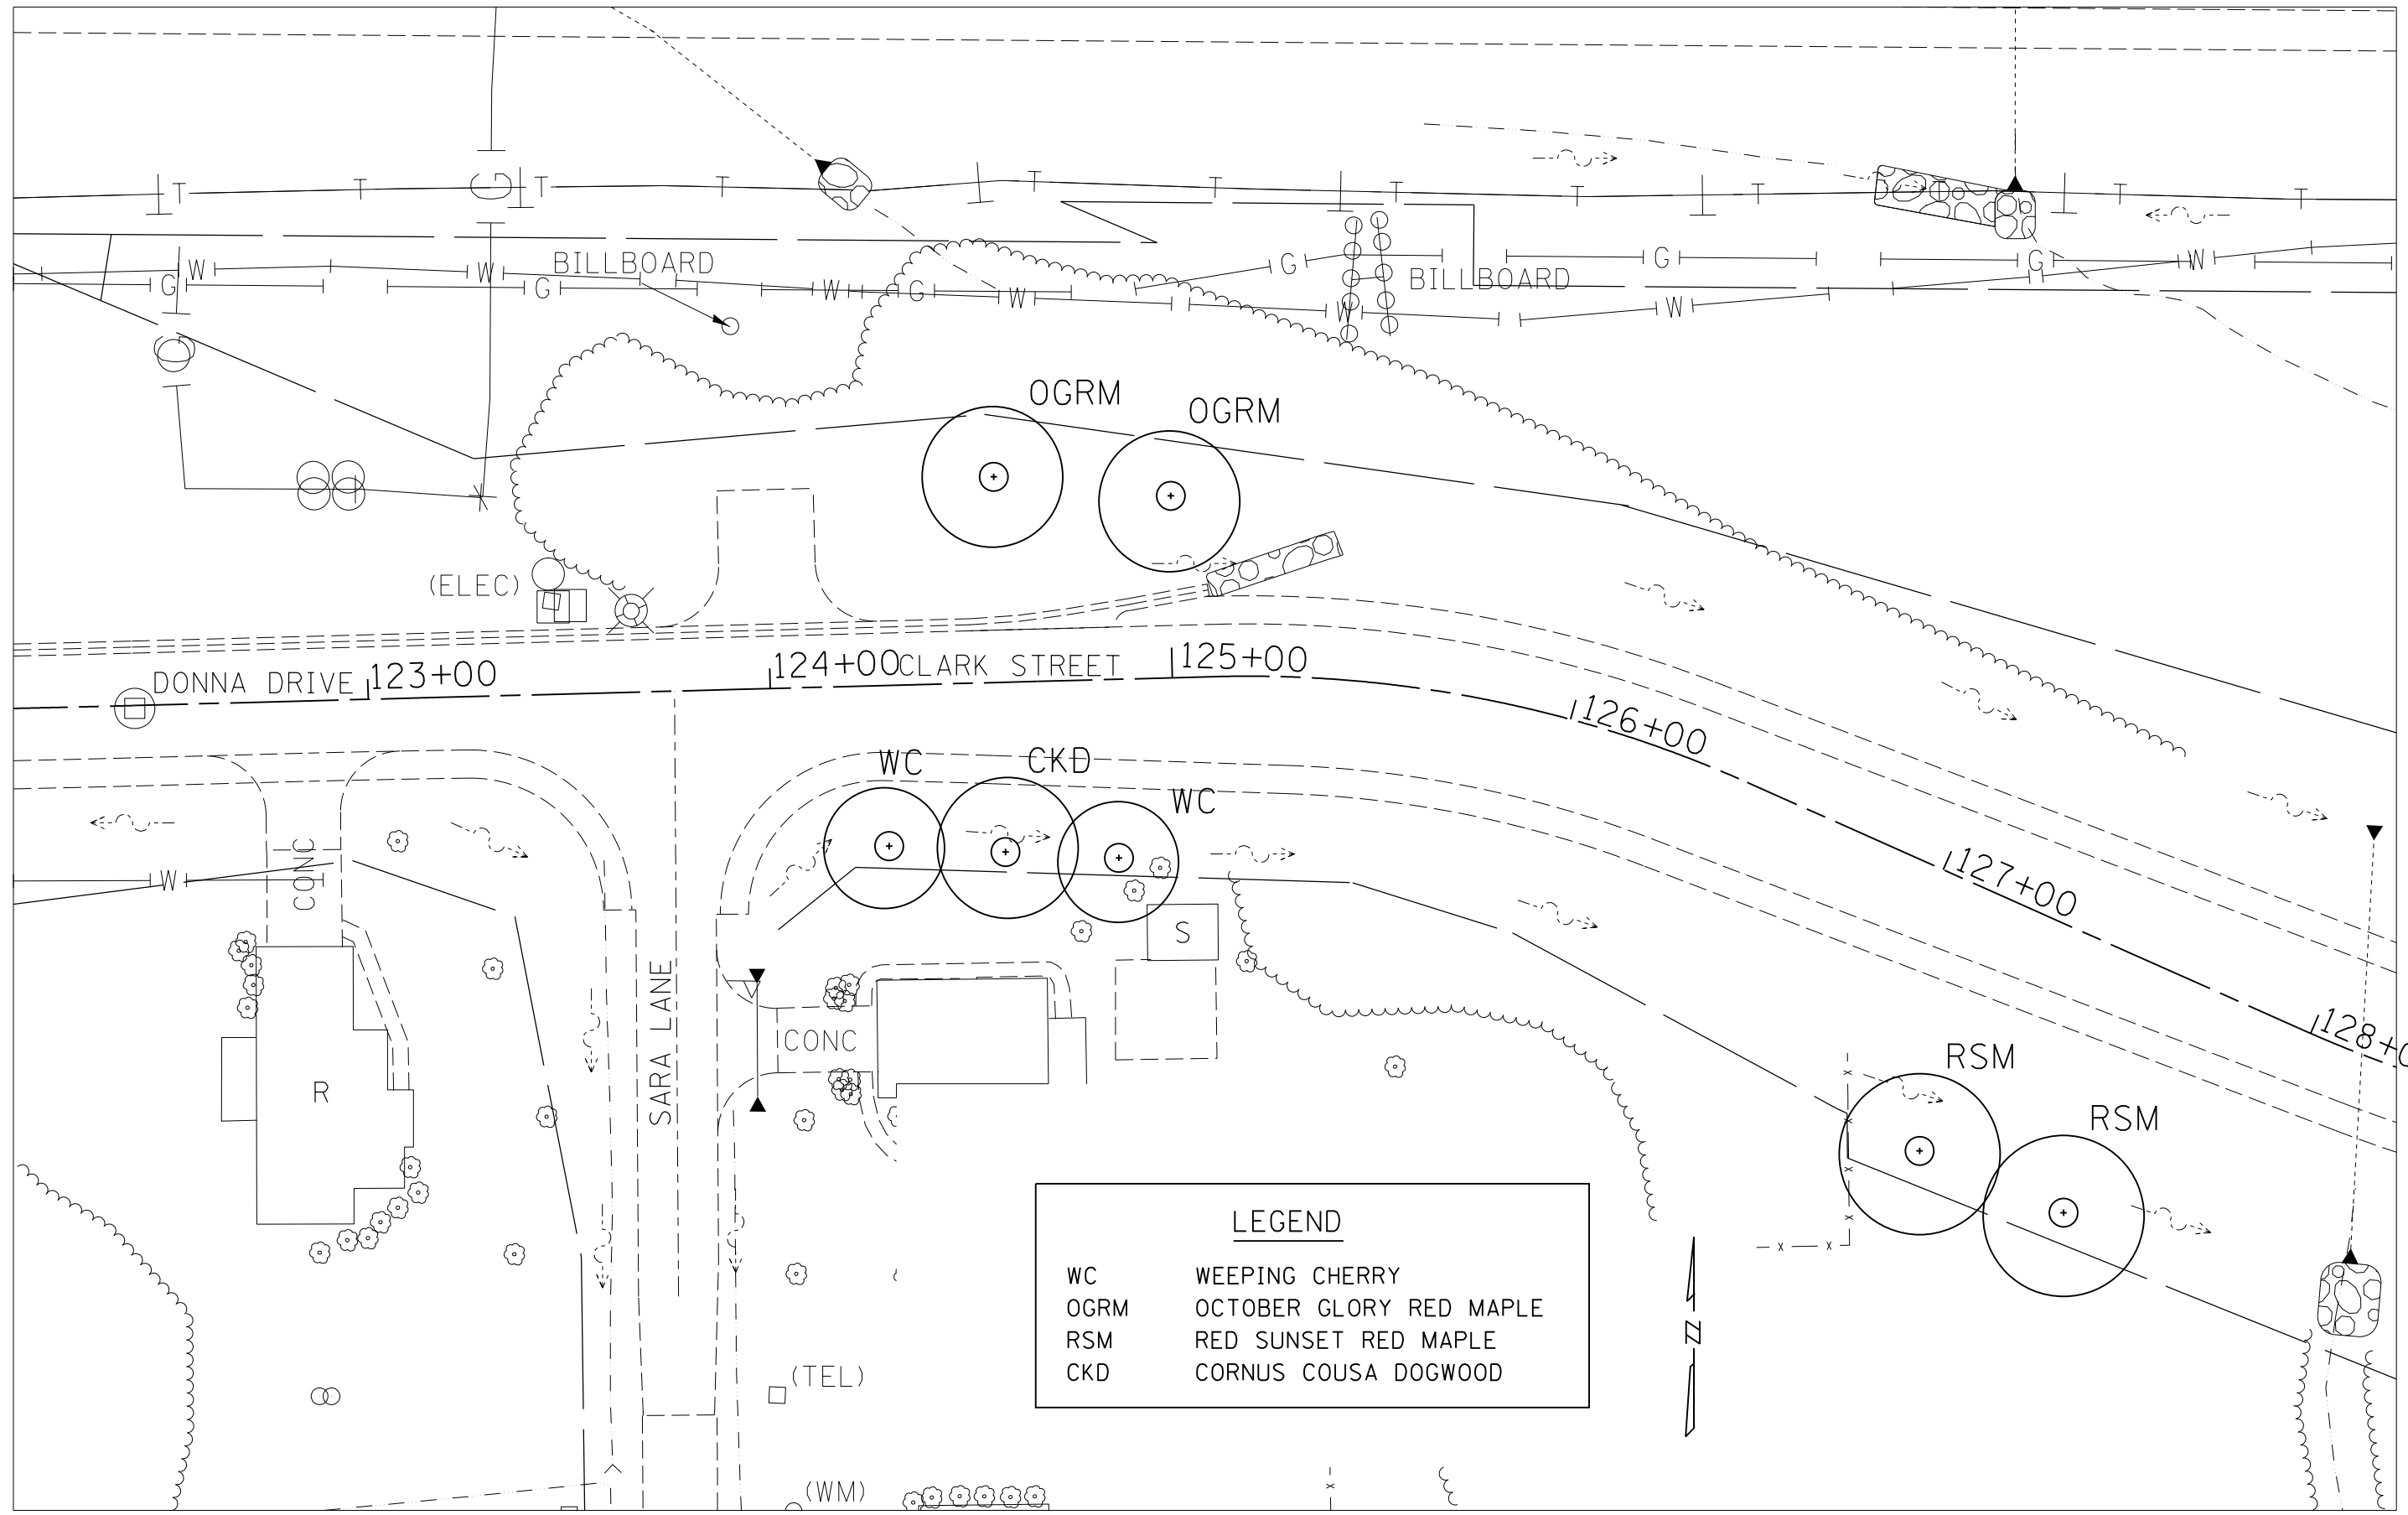 T
G
T
T
T
T
T
T
T
T
T
T
T
W
W
BILLBOARD
G
G
W
G
W
G
BILLBOARD
W
G
W
G
W
G
OGRM
OGRM
(ELEC)
DONNA DRIVE
123+00
124+00
CLARK STREET
125+00
126+00
127+00
WC
CKD
WC
CONC
W
S
SARA LANE
CONC
R
RSM
RSM
LEGEND
WC WEEPING CHERRY
OGRM OCTOBER GLORY RED MAPLE
RSM RED SUNSET RED MAPLE
CKD CORNUS COUSA DOGWOOD
N
(TEL)
(WM)